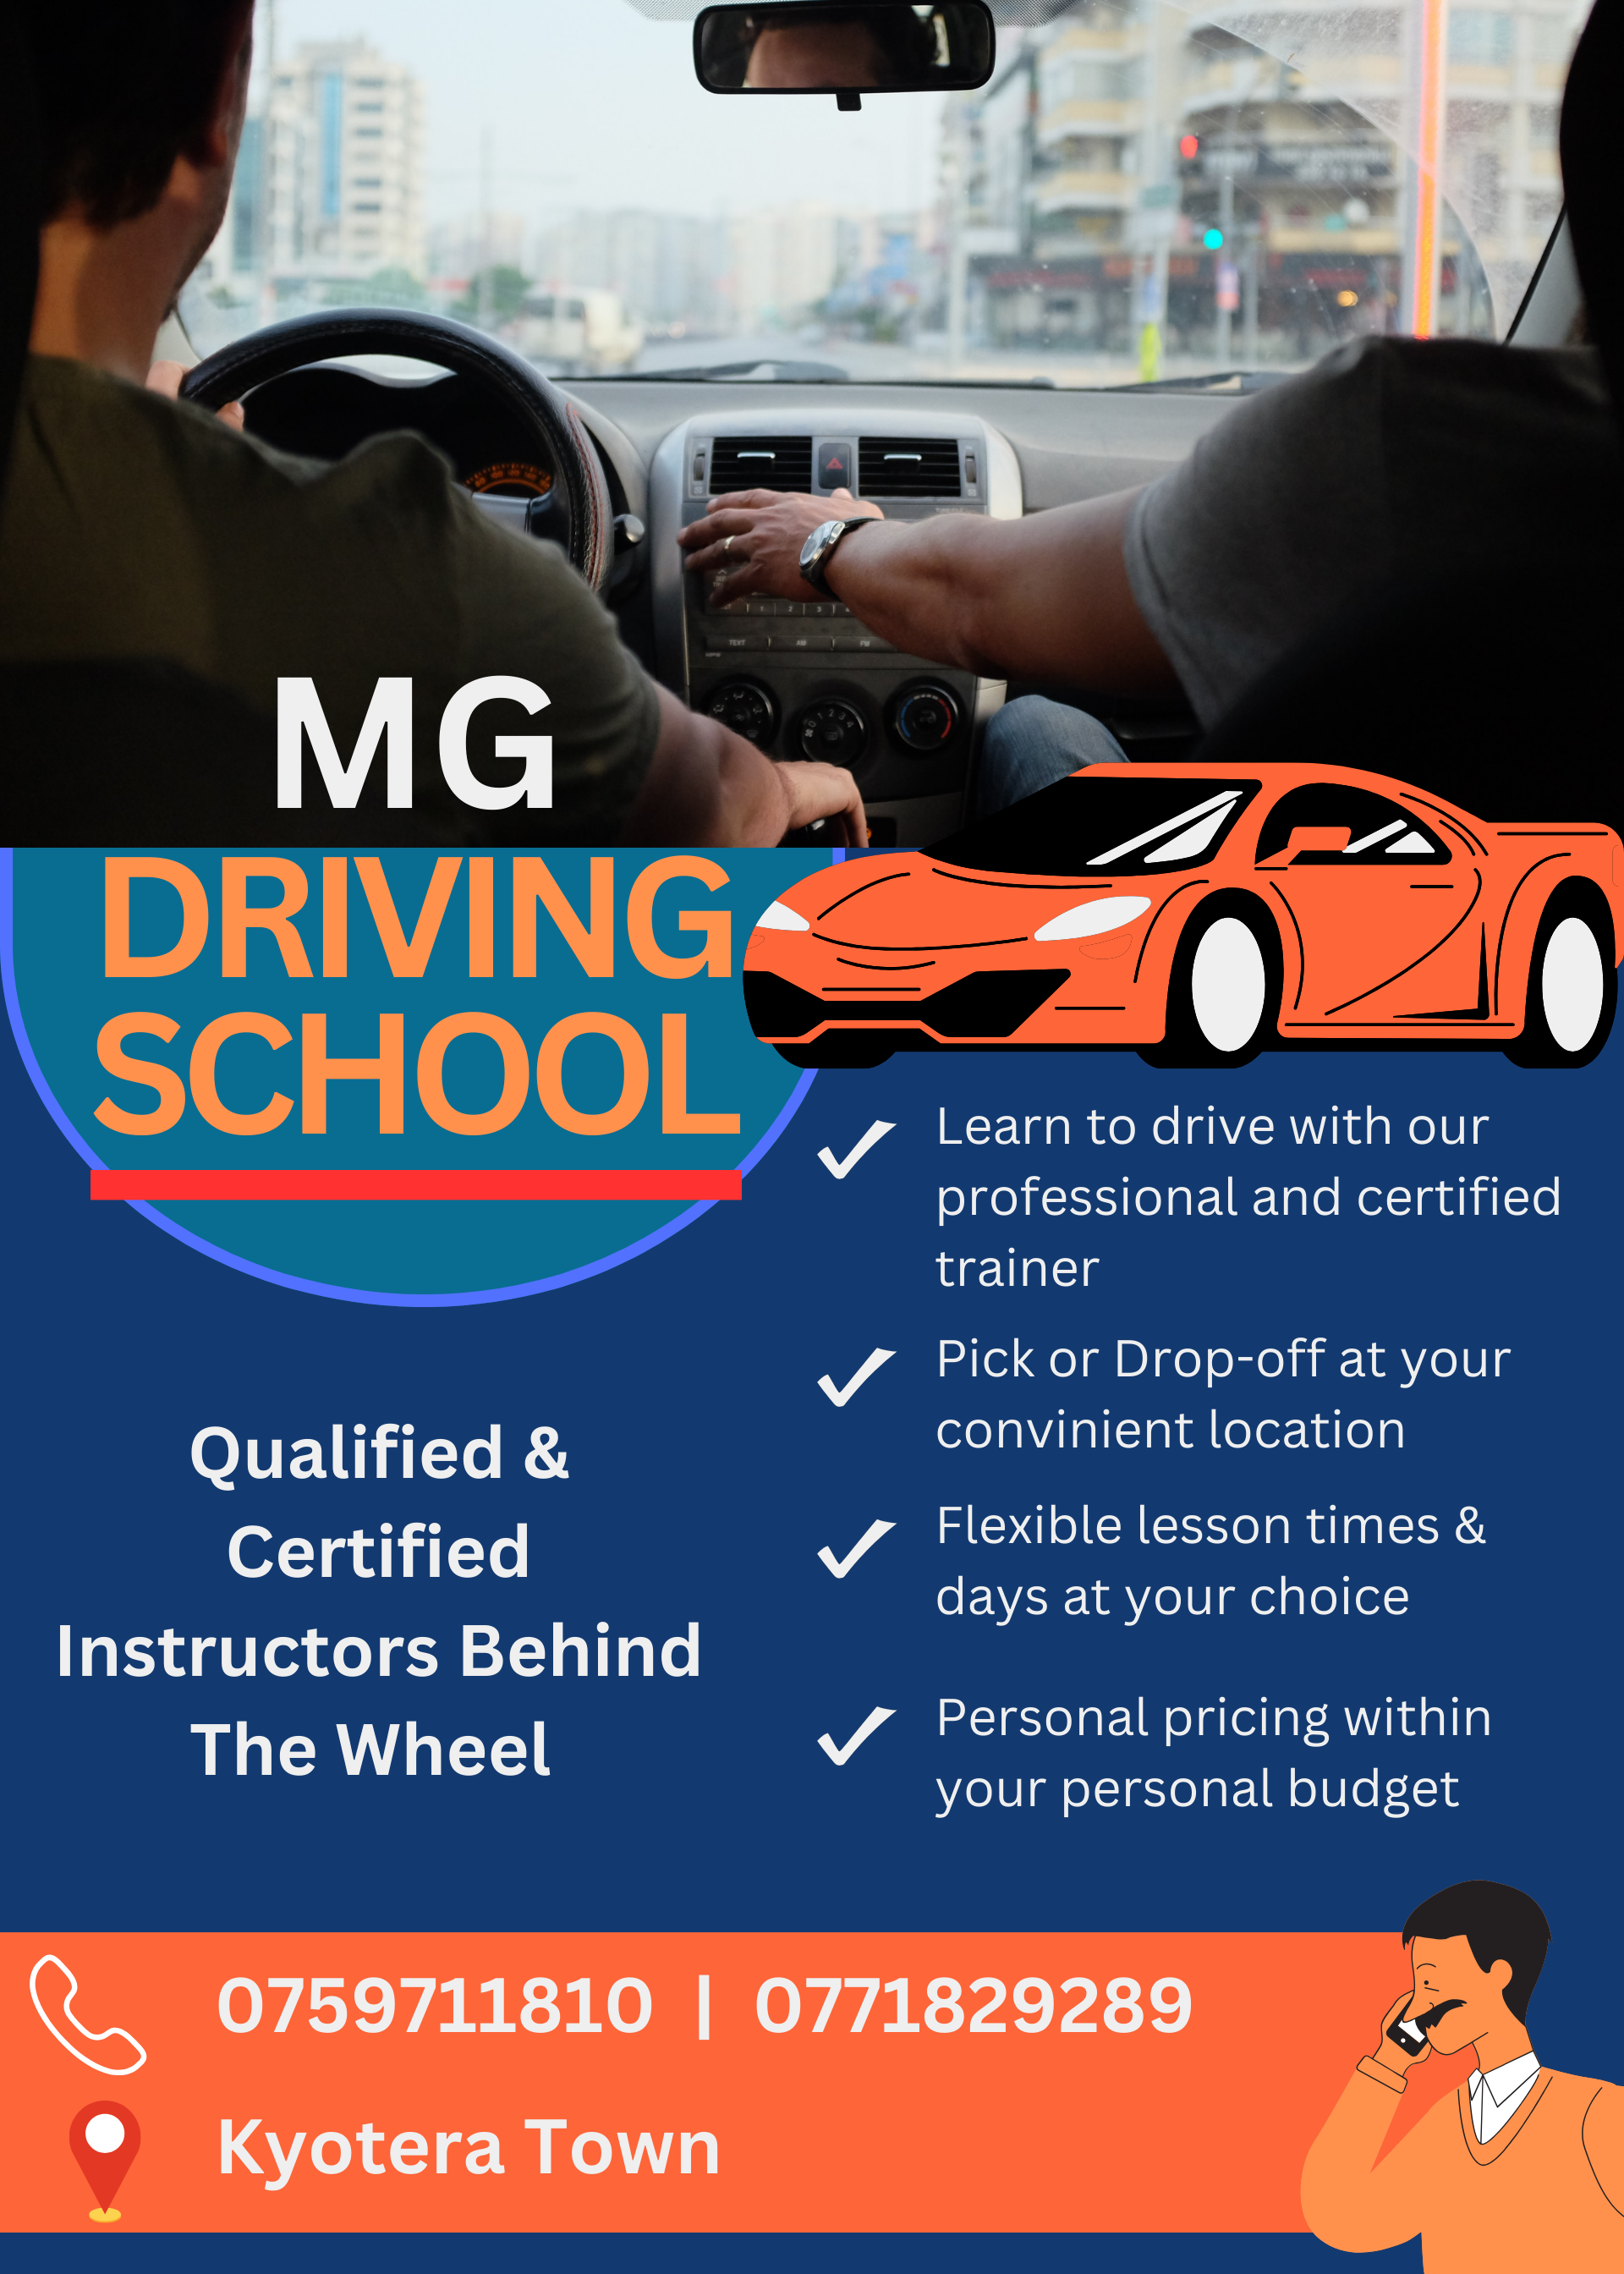 MG
DRIVING
SCHOOL
Learn to drive with our
professional and certified
trainer
Pick or Drop-off at your
convinient location
Flexible lesson times &
days at your choice
Personal pricing within
your personal budget
Qualified &
Certified
Instructors Behind
The Wheel
0759711810 | 0771829289
Kyotera Town